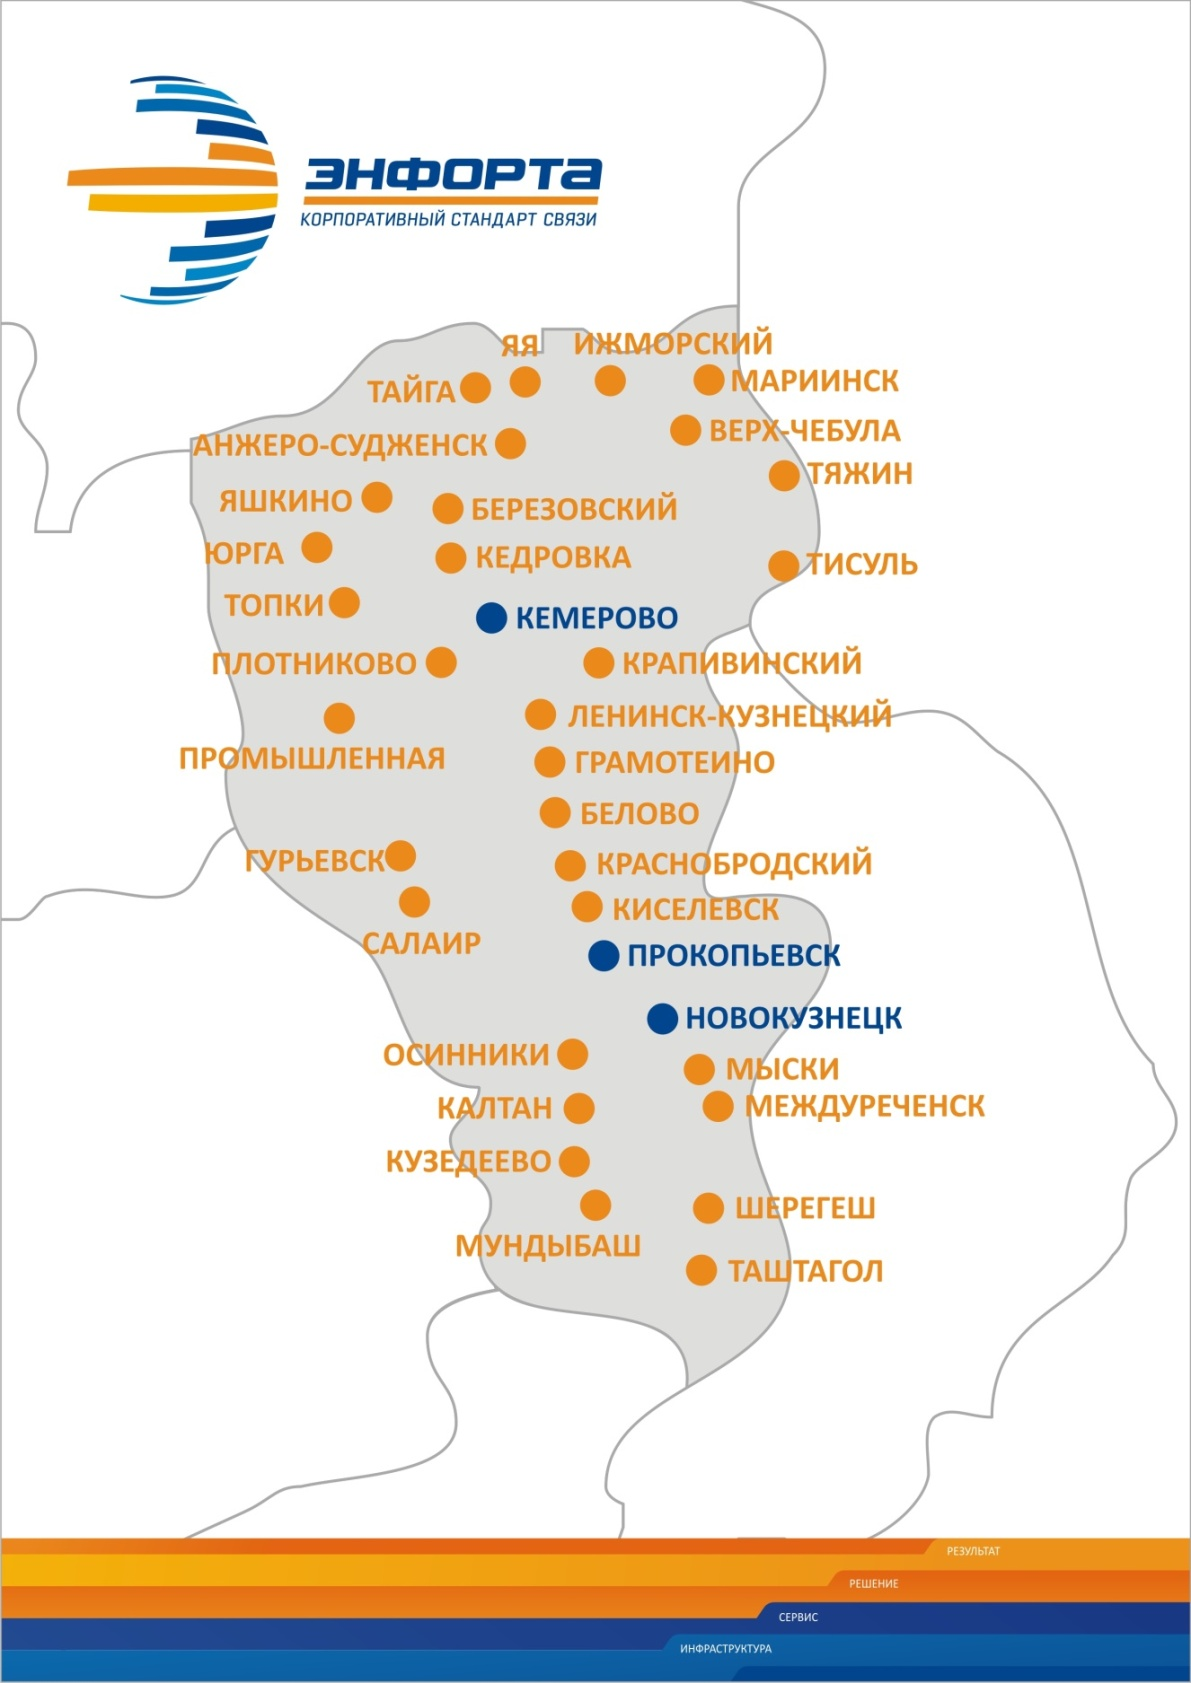 ЭНФОРТА
КОРПОРАТИВНЫЙ СТАНДАРТ СВЯЗИ
ЯЯ
ИЖМОРСКИЙ
ТАЙГА
МАРИИНСК
АНЖЕРО-СУДЖЕНСК
ВЕРХ-ЧЕБУЛА
ТЯЖИН
ЯШКИНО
БЕРЕЗОВСКИЙ
ЮРГА
КЕДРОВКА
ТИСУЛЬ
ТОПКИ
КЕМЕРОВО
ПЛОТНИКОВО
КРАПИВИНСКИЙ
ЛЕНИНСК-КУЗНЕЦКИЙ
ПРОМЫШЛЕННАЯ
ГРАМОТЕИНО
БЕЛОВО
ГУРЬЕВСК
КРАСНОБРОДСКИЙ
КИСЕЛЕВСК
САЛАИР
ПРОКОПЬЕВСК
НОВОКУЗНЕЦК
ОСИННИКИ
МЫСКИ
КАЛТАН
МЕЖДУРЕЧЕНСК
КУЗЕДЕЕВО
ШЕРЕГЕШ
МУНДЫБАШ
ТАШТАГОЛ
РЕЗУЛЬТАТ
РЕШЕНИЕ
СЕРВИС
ИНФРАСТРУКТУРА